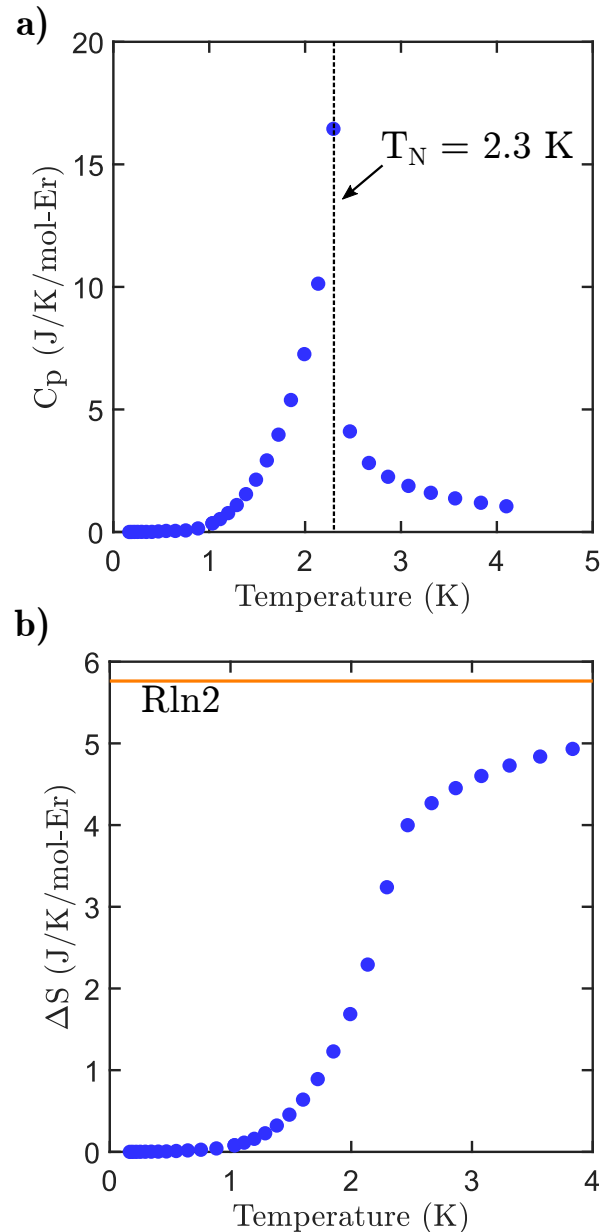 a)
20
15
10
5
0
Cp (J/K/mol-Er)
T_N = 2.3 K
0 1 2 3 4 5
Temperature (K)
b)
6
5
4
3
2
1
0
Rln2
ΔS (J/K/mol-Er)
0 1 2 3 4
Temperature (K)